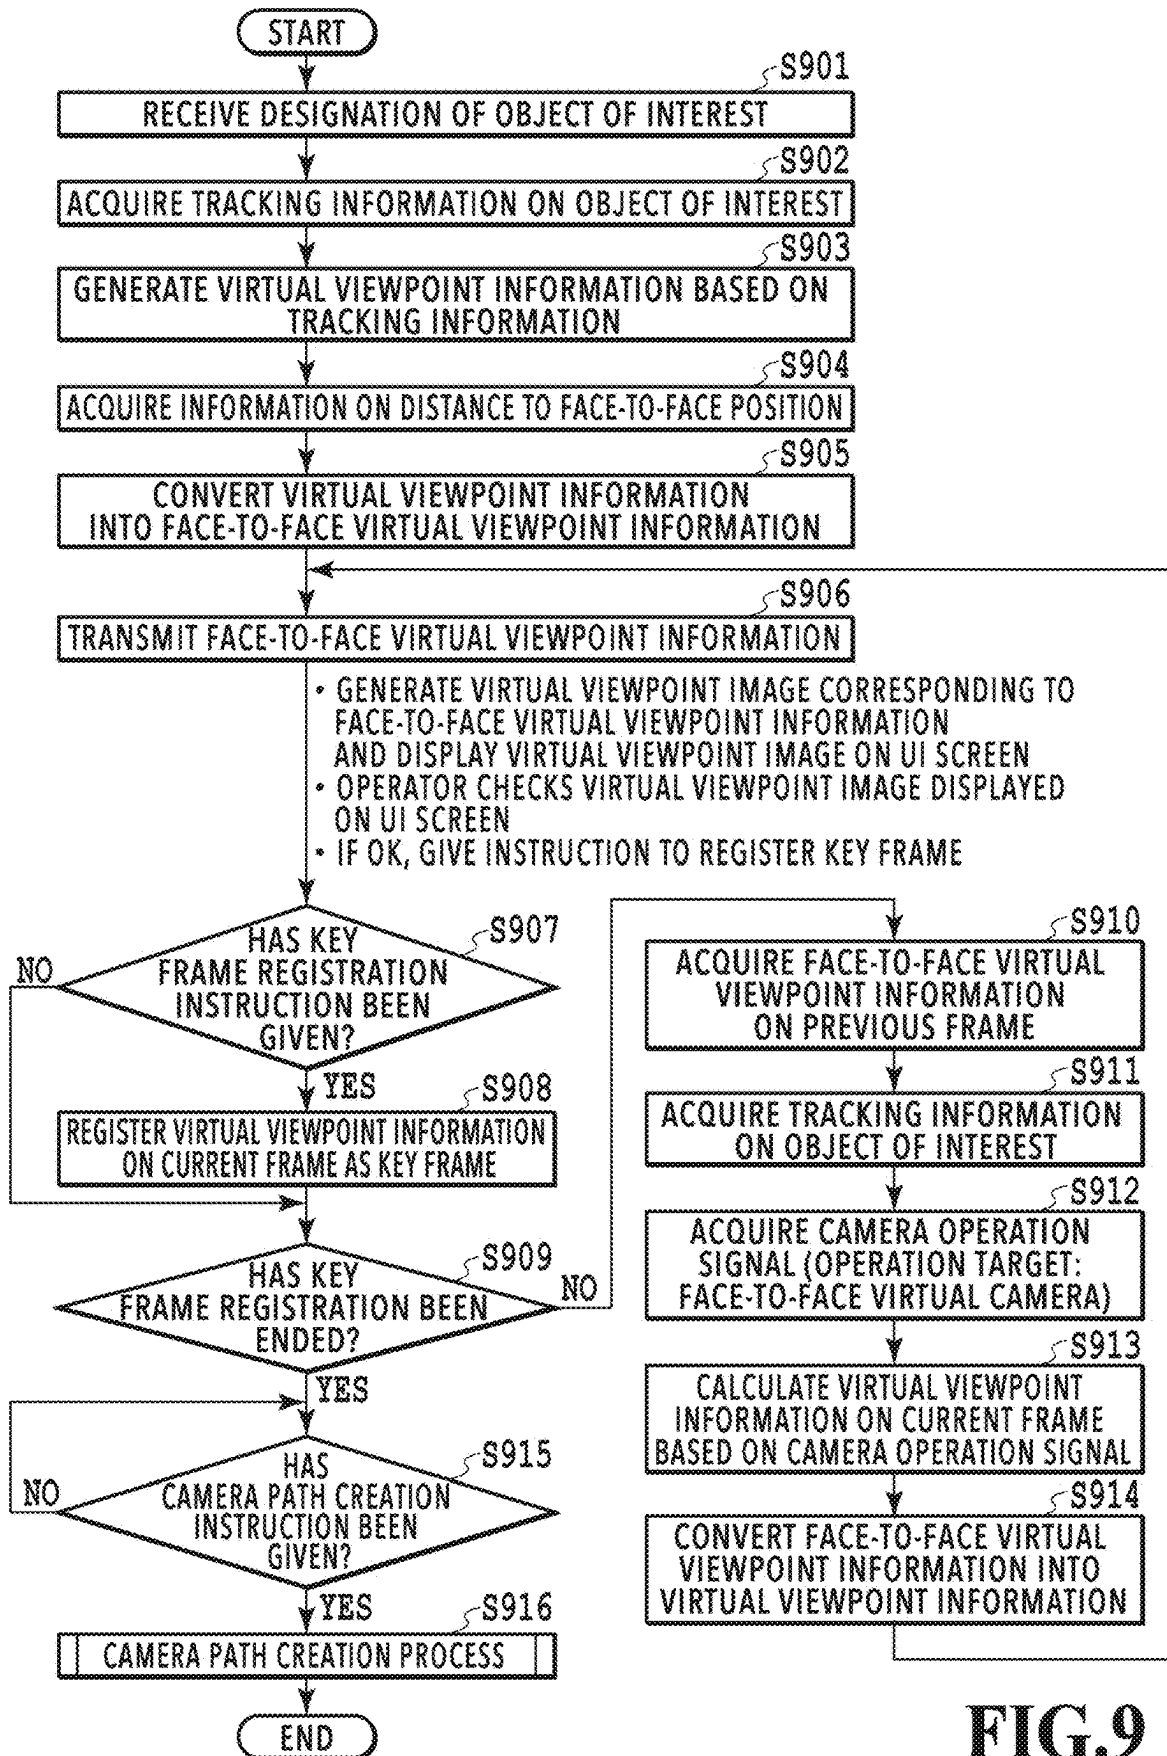 START
S901
RECEIVE DESIGNATION OF OBJECT OF INTEREST
S902
ACQUIRE TRACKING INFORMATION ON OBJECT OF INTEREST
S903
GENERATE VIRTUAL VIEWPOINT INFORMATION BASED ON
TRACKING INFORMATION
S904
ACQUIRE INFORMATION ON DISTANCE TO FACE-TO-FACE POSITION
S905
CONVERT VIRTUAL VIEWPOINT INFORMATION
INTO FACE-TO-FACE VIRTUAL VIEWPOINT INFORMATION
S906
TRANSMIT FACE-TO-FACE VIRTUAL VIEWPOINT INFORMATION
· GENERATE VIRTUAL VIEWPOINT IMAGE CORRESPONDING TO
FACE-TO-FACE VIRTUAL VIEWPOINT INFORMATION
AND DISPLAY VIRTUAL VIEWPOINT IMAGE ON UI SCREEN
· OPERATOR CHECKS VIRTUAL VIEWPOINT IMAGE DISPLAYED
ON UI SCREEN
· IF OK, GIVE INSTRUCTION TO REGISTER KEY FRAME
S907
HAS KEY
FRAME REGISTRATION
INSTRUCTION BEEN
GIVEN?
NO
YES
S908
REGISTER VIRTUAL VIEWPOINT INFORMATION
ON CURRENT FRAME AS KEY FRAME
S909
HAS KEY
FRAME REGISTRATION BEEN
ENDED?
NO
YES
S910
ACQUIRE FACE-TO-FACE VIRTUAL
VIEWPOINT INFORMATION
ON PREVIOUS FRAME
S911
ACQUIRE TRACKING INFORMATION
ON OBJECT OF INTEREST
S912
ACQUIRE CAMERA OPERATION
SIGNAL (OPERATION TARGET:
FACE-TO-FACE VIRTUAL CAMERA)
S913
CALCULATE VIRTUAL VIEWPOINT
INFORMATION ON CURRENT FRAME
BASED ON CAMERA OPERATION SIGNAL
S914
CONVERT FACE-TO-FACE VIRTUAL
VIEWPOINT INFORMATION INTO
VIRTUAL VIEWPOINT INFORMATION
S915
HAS
CAMERA PATH CREATION
INSTRUCTION BEEN
GIVEN?
NO
YES
S916
CAMERA PATH CREATION PROCESS
END
FIG.9